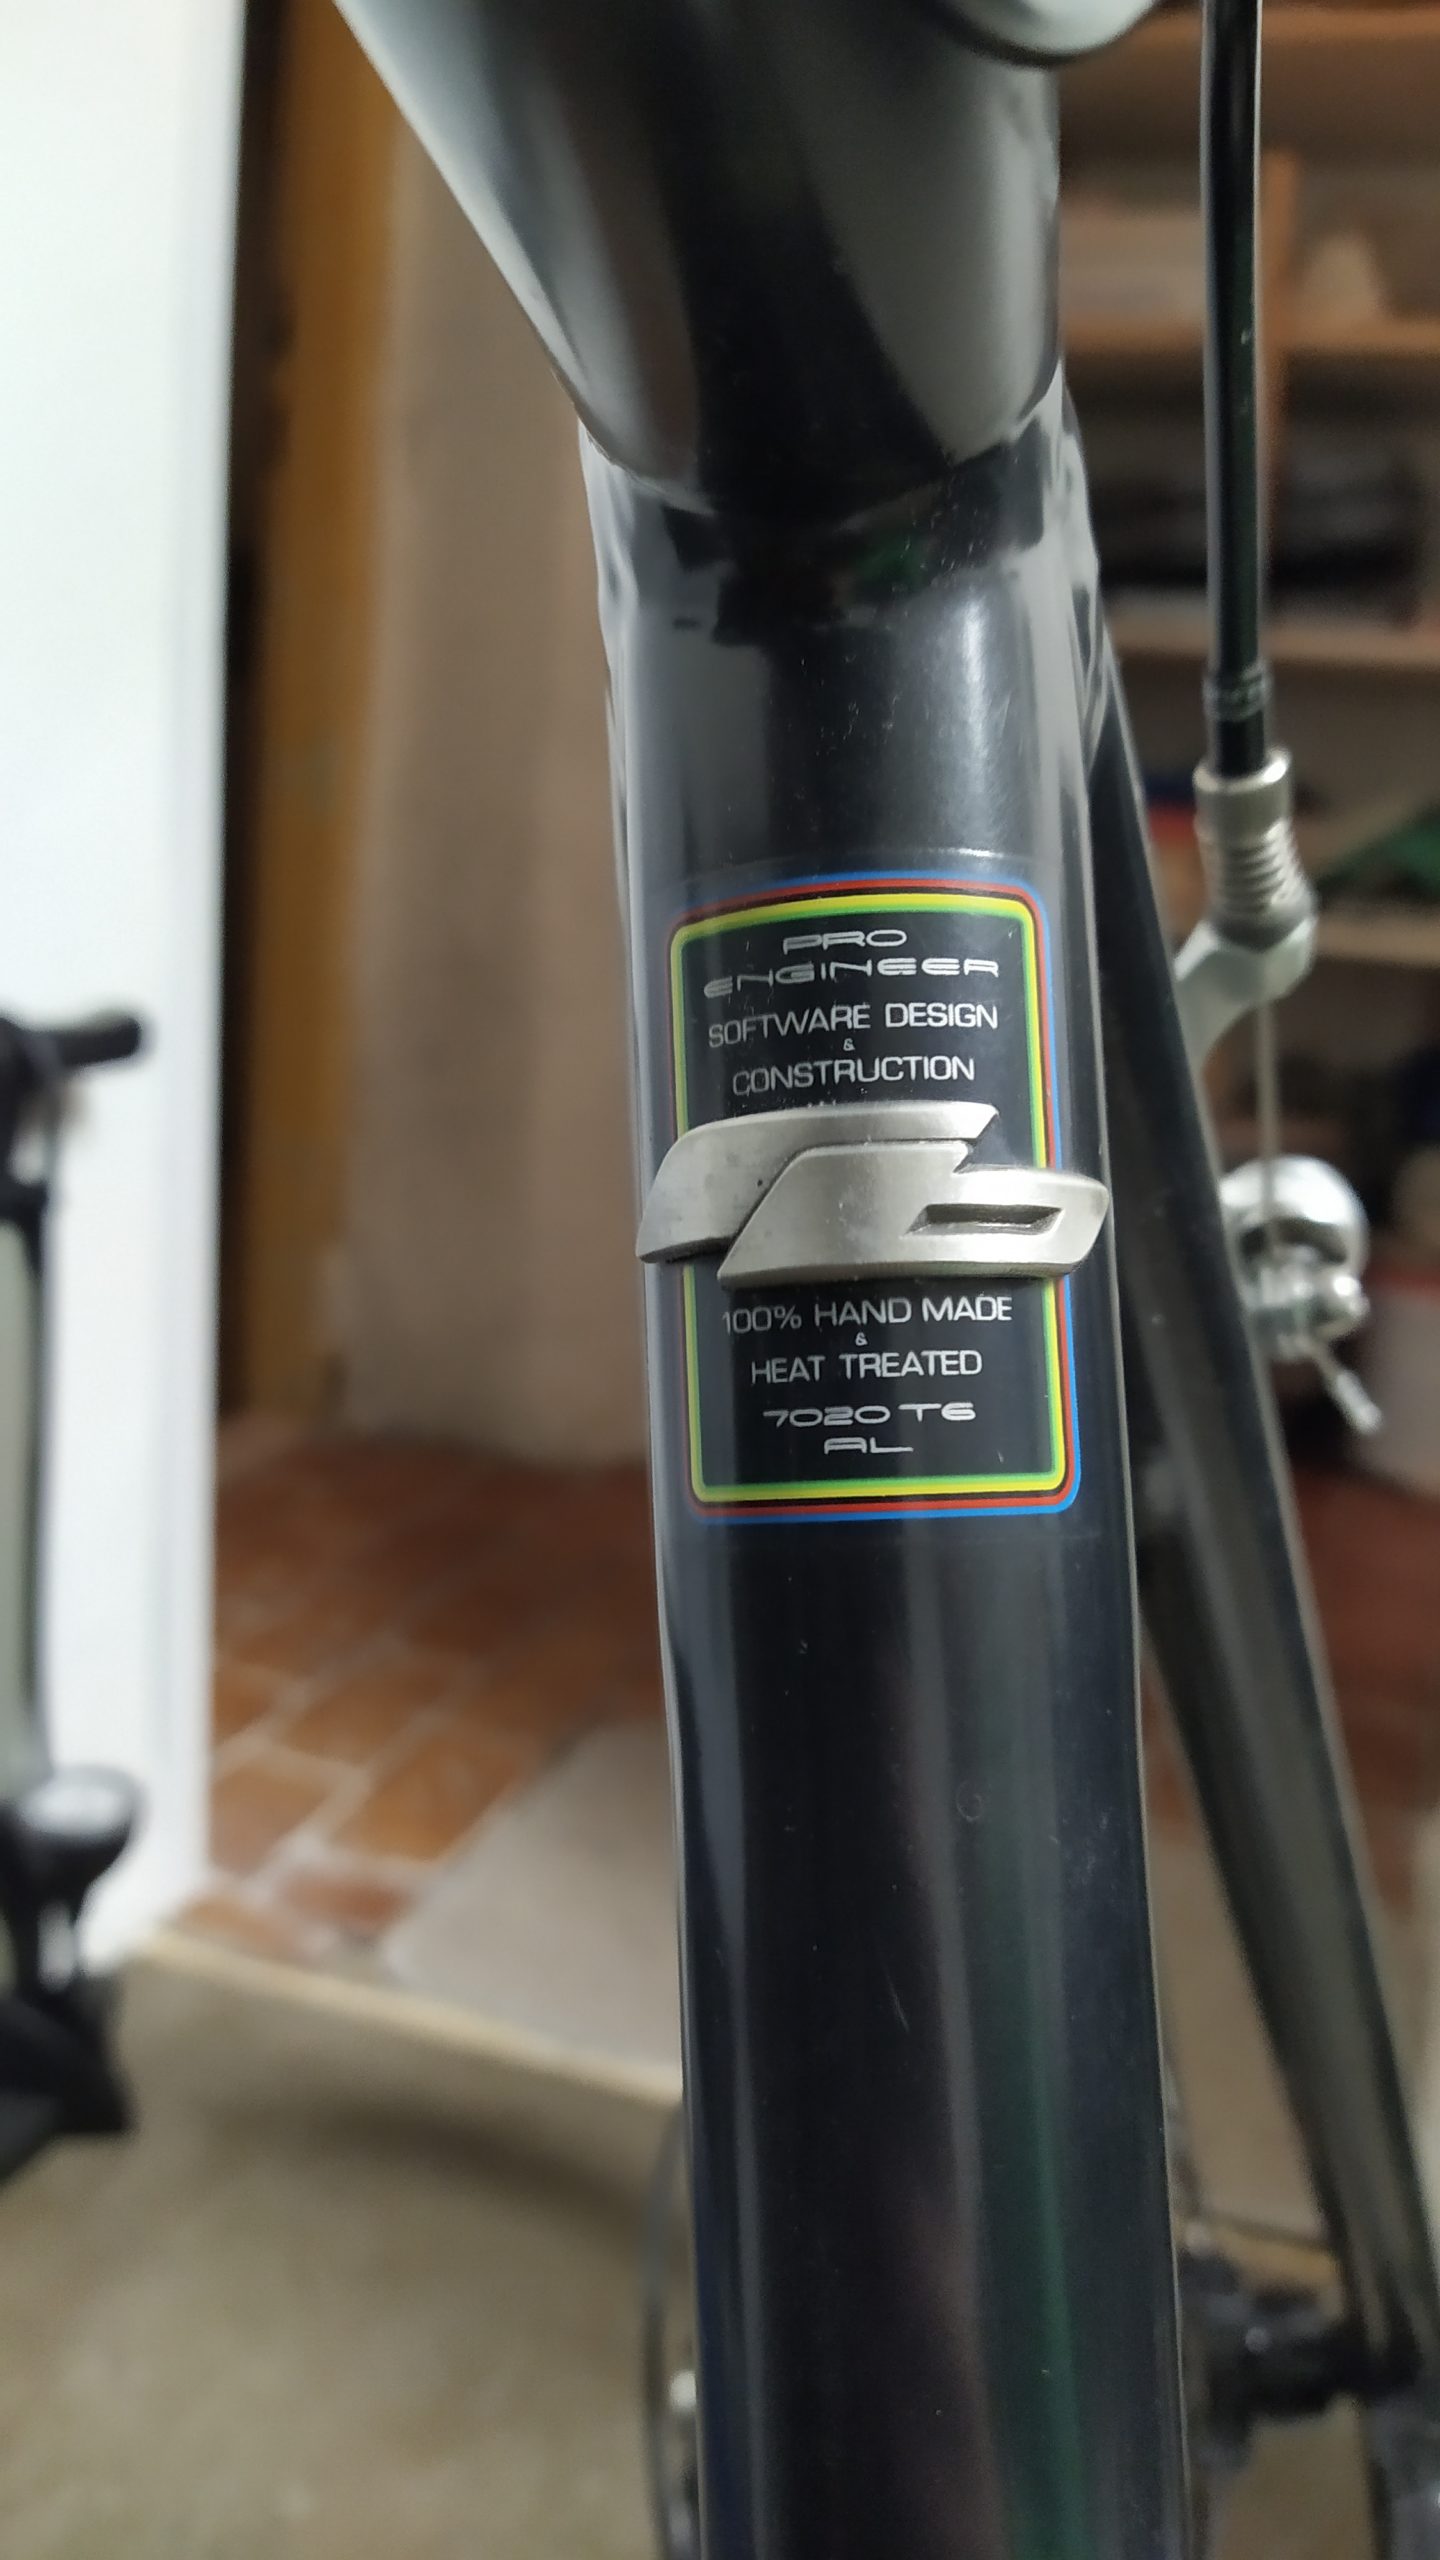 PRO
ENGINEER
SOFTWARE DESIGN
&
CONSTRUCTION
100% HAND MADE
&
HEAT TREATED
7020 T6
AL